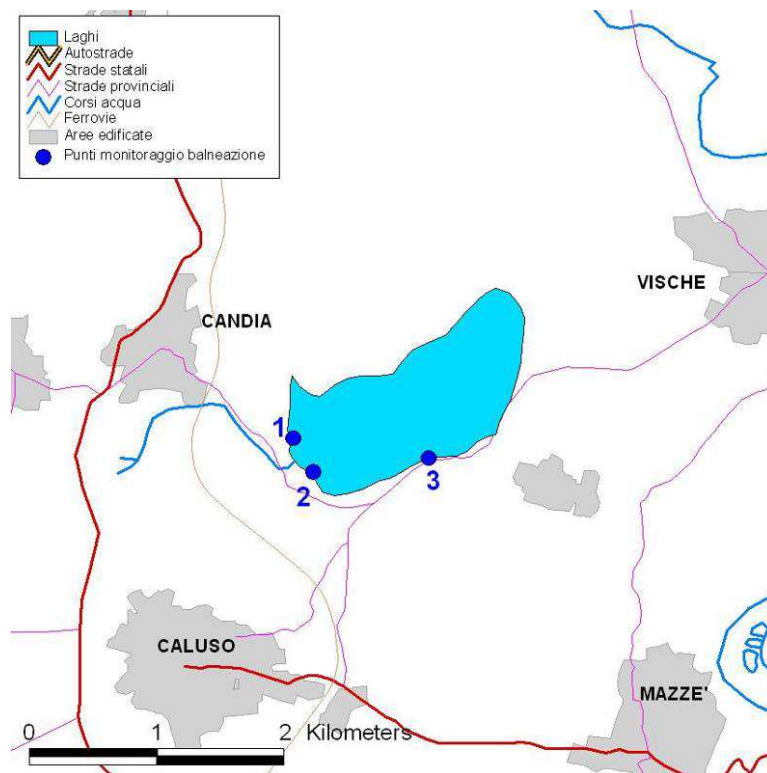 Laghi
Autostrade
Strade statali
Strade provinciali
Corsi acqua
Ferrovie
Aree edificate
Punti monitoraggio balneazione
VISCHE
CANDIA
1
2
3
CALUSO
MAZZE'
0 1 2 Kilometers